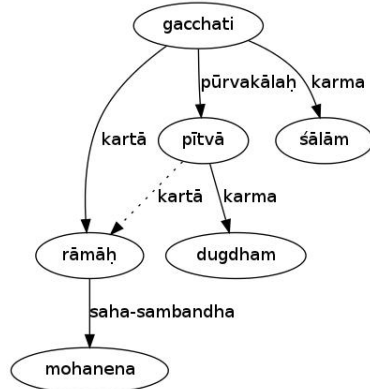 gacchati
pūrvakālaḥ karma
kartā pītvā śālām
kartā karma
rāmāḥ dugdham
saha-sambandha
mohanena